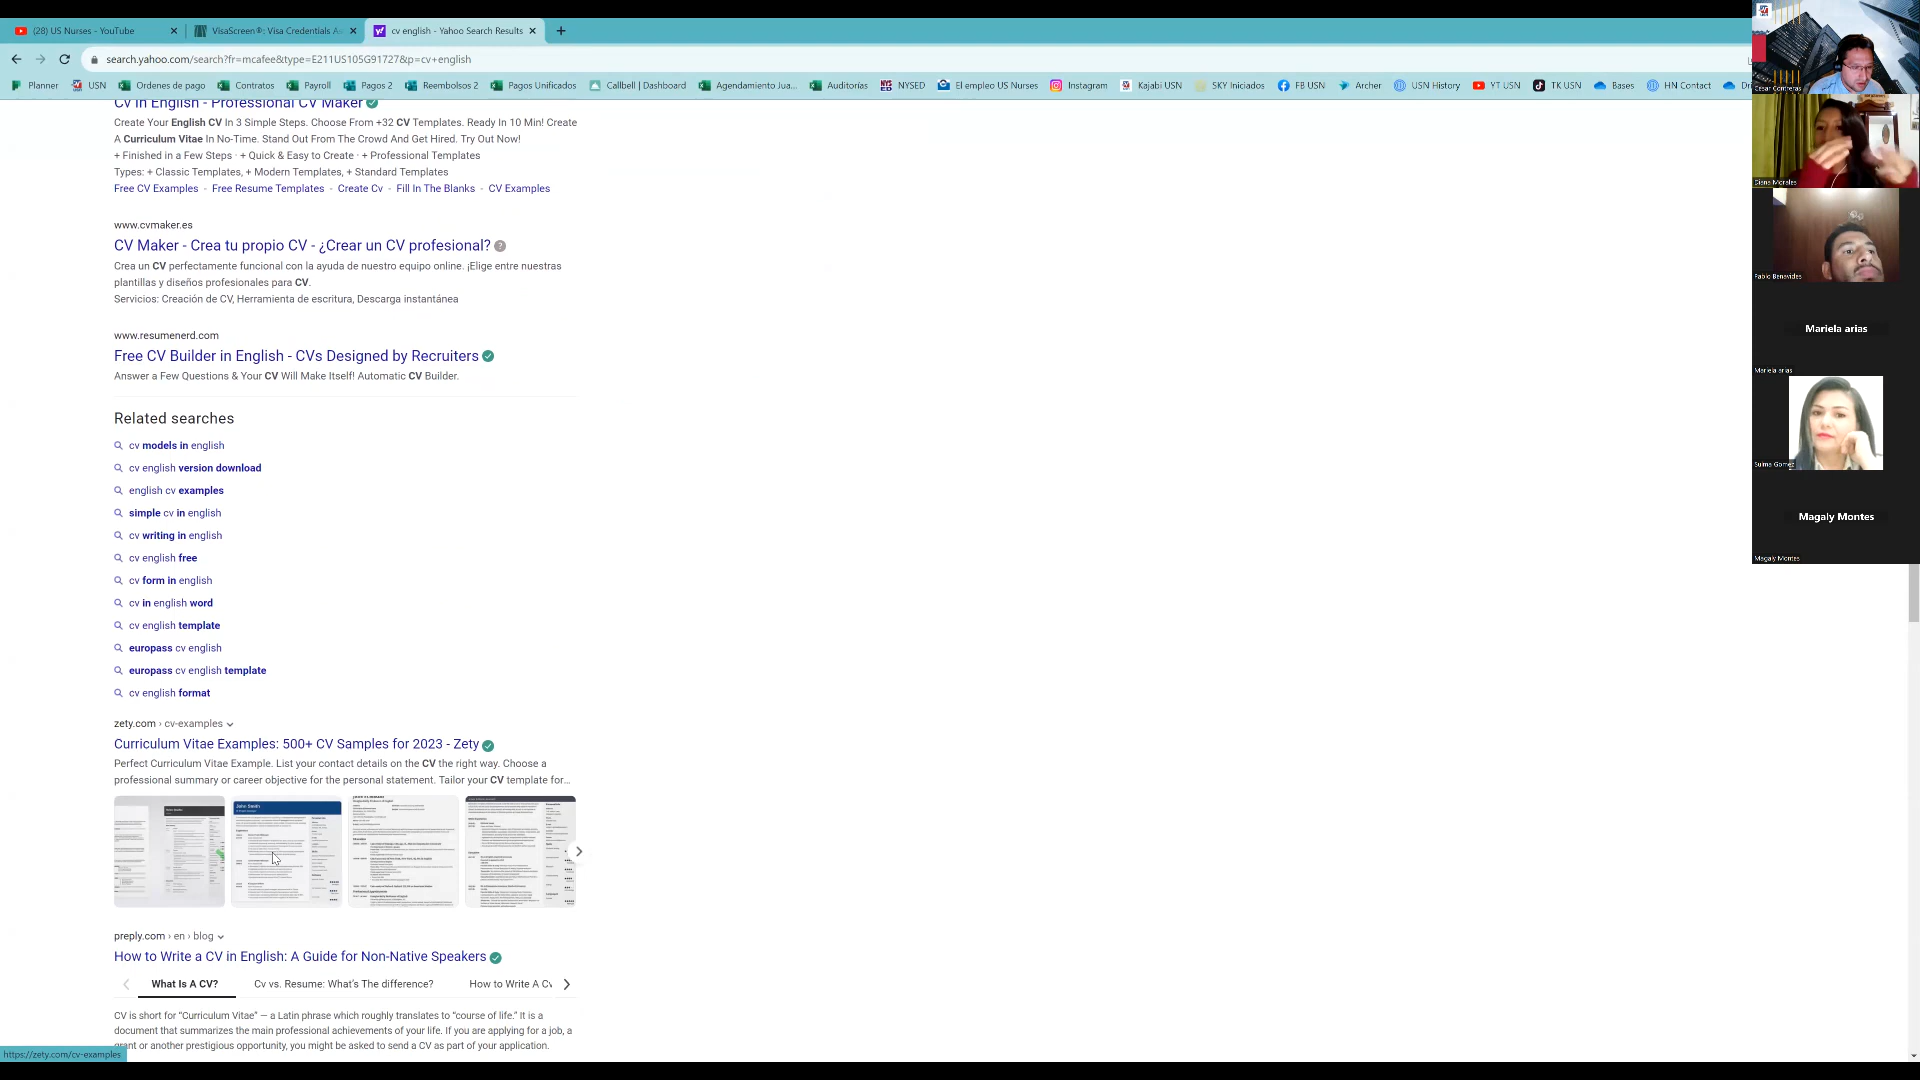 (28) US Nurses - YouTube
VisaScreen®: Visa Credentials As
cv english - Yahoo Search Results
search.yahoo.com/search?fr=mcafee&type=E211US105G91727&p=cv+english
Planner
USN
Ordenes de pago
Contratos
Payroll
Pagos 2
Reembolsos 2
Pagos Unificados
Callbell | Dashboard
Agendamiento Jua...
Auditorías
NYSED
El empleo US Nurses
Instagram
Kajabi USN
SKY Iniciados
FB USN
Archer
USN History
YT USN
TK USN
Bases
HN Contact
Cv in English - Professional CV Maker
Create Your English CV In 3 Simple Steps. Choose From +32 CV Templates. Ready In 10 Min! Create
A Curriculum Vitae In No-Time. Stand Out From The Crowd And Get Hired. Try Out Now!
+ Finished in a Few Steps · + Quick & Easy to Create · + Professional Templates
Types: + Classic Templates, + Modern Templates, + Standard Templates
Free CV Examples - Free Resume Templates - Create Cv - Fill In The Blanks - CV Examples
www.cvmaker.es
CV Maker - Crea tu propio CV - ¿Crear un CV profesional?
Crea un CV perfectamente funcional con la ayuda de nuestro equipo online. ¡Elige entre nuestras
plantillas y diseños profesionales para CV.
Servicios: Creación de CV, Herramienta de escritura, Descarga instantánea
www.resumenerd.com
Free CV Builder in English - CVs Designed by Recruiters
Answer a Few Questions & Your CV Will Make Itself! Automatic CV Builder.
Related searches
cv models in english
cv english version download
english cv examples
simple cv in english
cv writing in english
cv english free
cv form in english
cv in english word
cv english template
europass cv english
europass cv english template
cv english format
zety.com › cv-examples
Curriculum Vitae Examples: 500+ CV Samples for 2023 - Zety
Perfect Curriculum Vitae Example. List your contact details on the CV the right way. Choose a
professional summary or career objective for the personal statement. Tailor your CV template for...
preply.com › en › blog
How to Write a CV in English: A Guide for Non-Native Speakers
What Is A CV?
Cv vs. Resume: What's The difference?
How to Write A Cv
CV is short for "Curriculum Vitae" — a Latin phrase which roughly translates to "course of life." It is a
document that summarizes the main professional achievements of your life. If you are applying for a job, a
grant or another prestigious opportunity, you might be asked to send a CV as part of your application.
https://zety.com/cv-examples
Cesar Contreras
Diana Morales
Pablo Benavides
Mariela arias
Mariela arias
Sulma Gomez
Magaly Montes
Magaly Montes